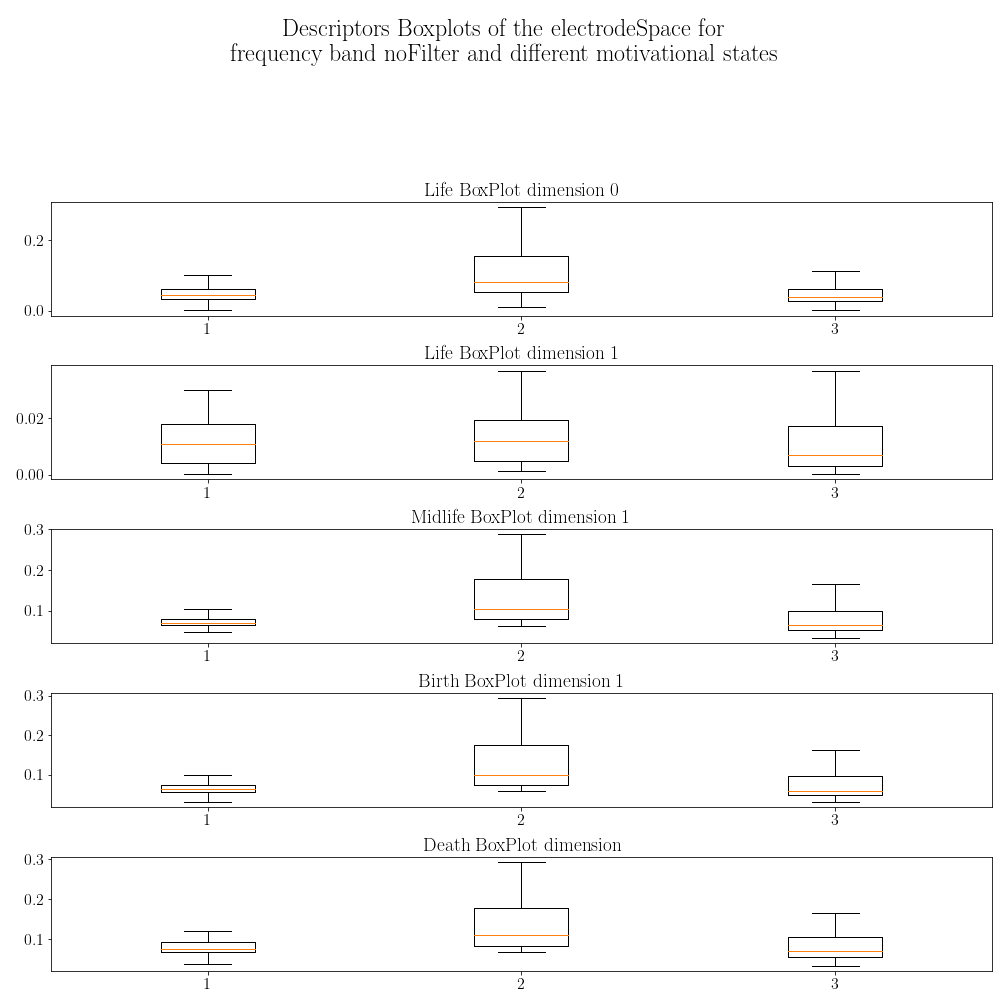 Descriptors Boxplots of the electrodeSpace for
frequency band noFilter and different motivational states
Life BoxPlot dimension 0
0.2
0.0
1 2 3
Life BoxPlot dimension 1
0.02
0.00
1 2 3
Midlife BoxPlot dimension 1
0.3
0.2
0.1
1 2 3
Birth BoxPlot dimension 1
0.3
0.2
0.1
1 2 3
Death BoxPlot dimension
0.3
0.2
0.1
1 2 3